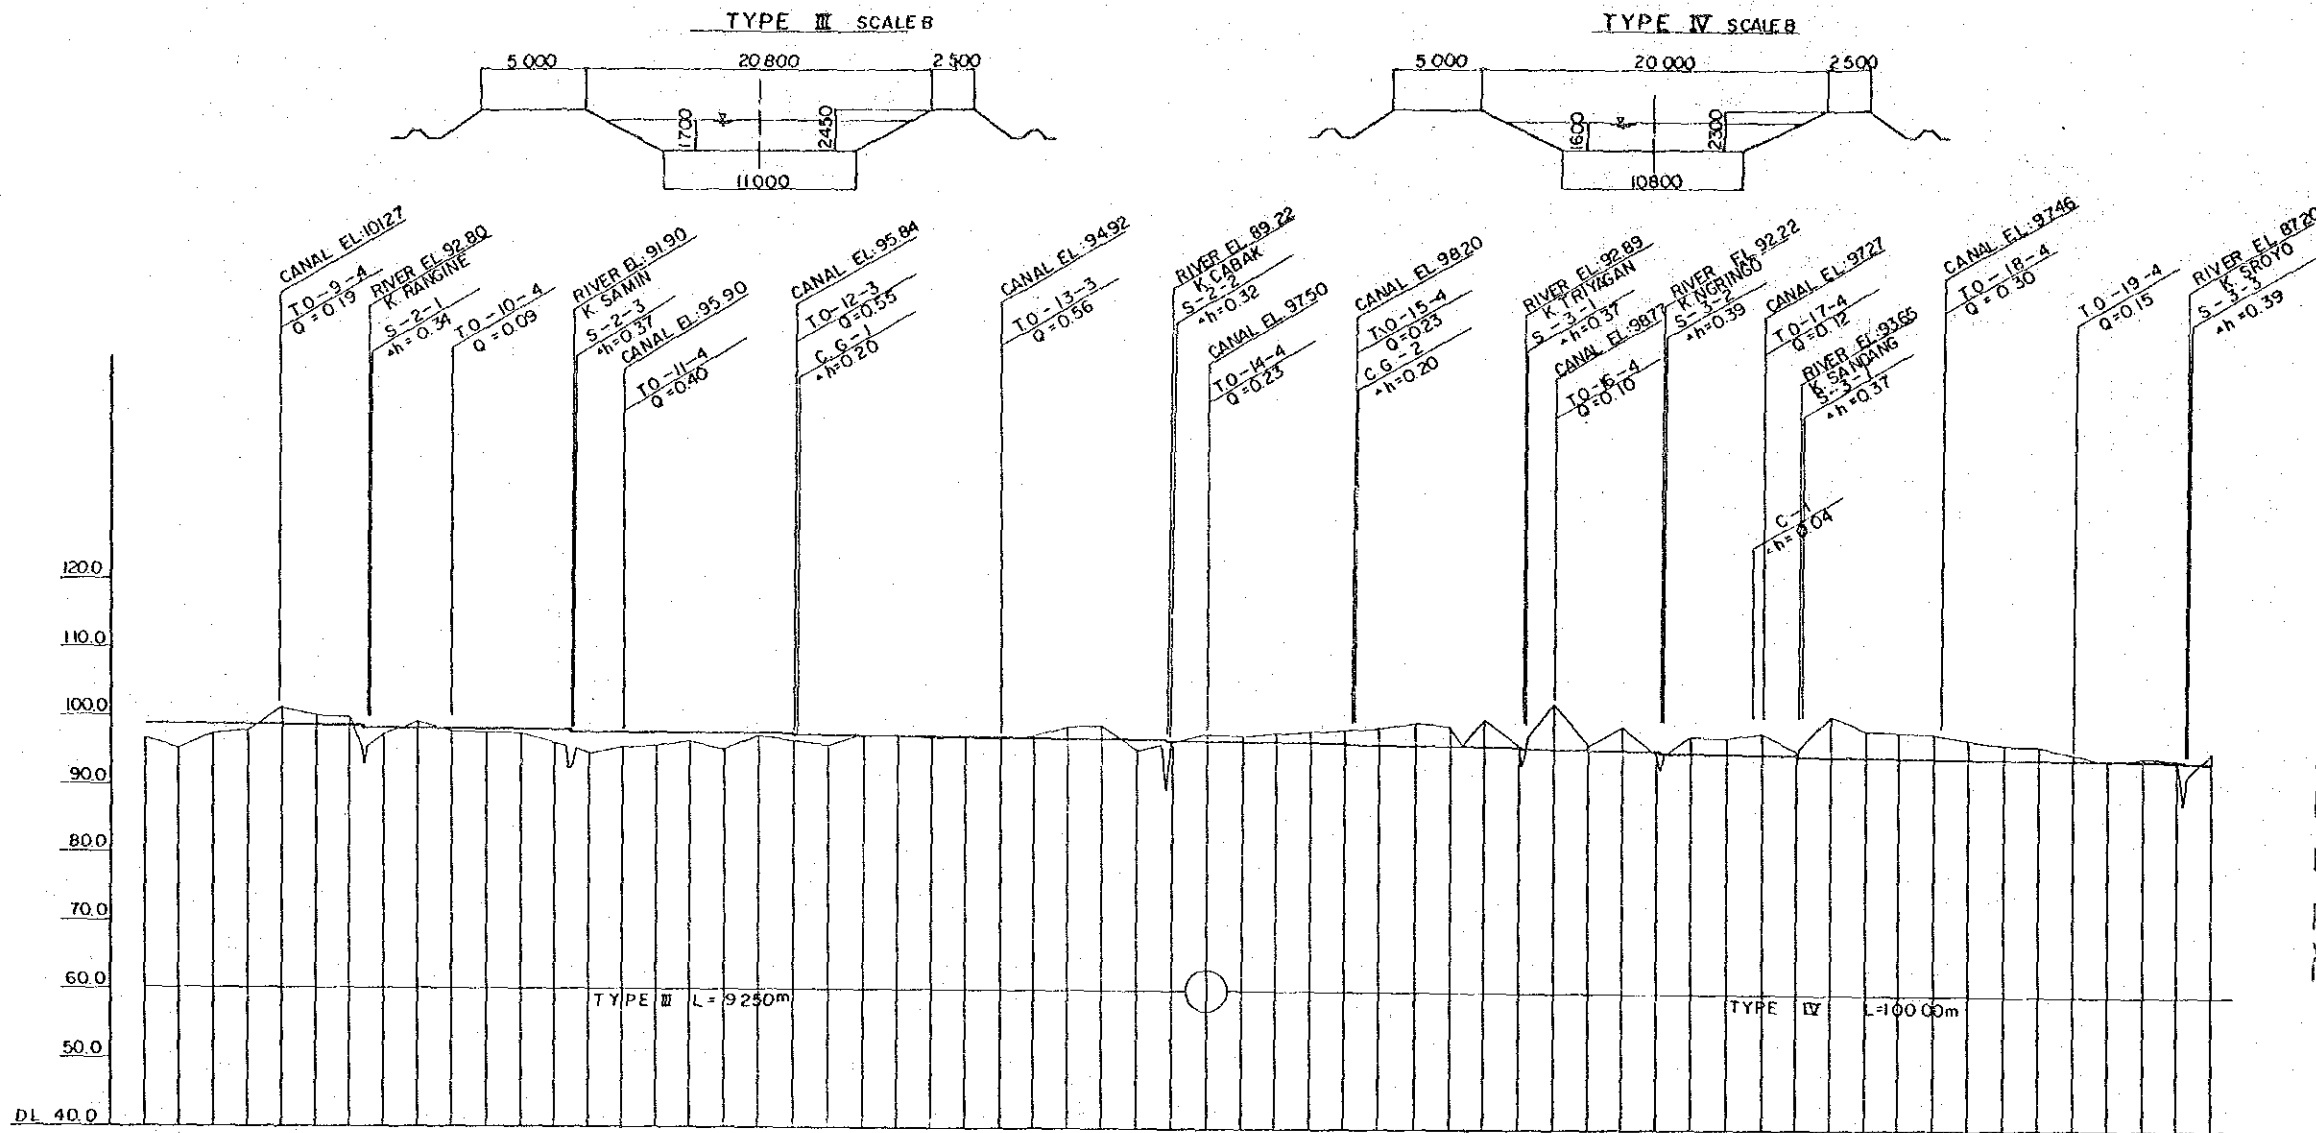 TYPE III SCALE B
5 000
20 800
2 500
1700
2450
11000
TYPE IV SCALE B
5 000
20 000
2 500
1600
2300
10800
CANAL EL:101.27
T.O-9-4
Q=0.19
RIVER EL 92.80
K. RANGINE
S-2-1
▵h=0.34
T.O-10-4
Q=0.09
RIVER EL:91.90
K. SAMIN
S-2-3
▵h=0.37
CANAL EL:95.90
T.O-11-4
Q=0.40
CANAL EL:95.84
T.O-12-3
Q=0.55
C.G-1
▵h=0.20
CANAL EL:94.92
T.O-13-3
Q=0.56
RIVER EL 89.22
K. CABAK
S-2-2
▵h=0.32
CANAL EL.97.50
T.O-14-4
Q=0.23
CANAL EL:98.20
T.O-15-4
Q=0.23
C G-2
▵h=0.20
RIVER EL:92.89
K TRIYAGAN
S-3-1
▵h=0.37
CANAL EL:98.77
T.O-16-4
Q=0.10
RIVER EL 92.22
K NGRINGO
S-3-2
▵h=0.39
CANAL EL:97.27
T.O-17-4
Q=0.12
RIVER EL:93.65
K. SANDANG
S-3-1
▵h=0.37
C-1
▵h=0.04
CANAL EL:97.46
T.O-18-4
Q=0.30
T.O-19-4
Q=0.15
RIVER EL 87.20
K. SROYO
S-3-3
▵h=0.39
120.0
110.0
100.0
90.0
80.0
70.0
60.0
TYPE III L=9250m
TYPE IV L=100 00m
50.0
DL 40.0